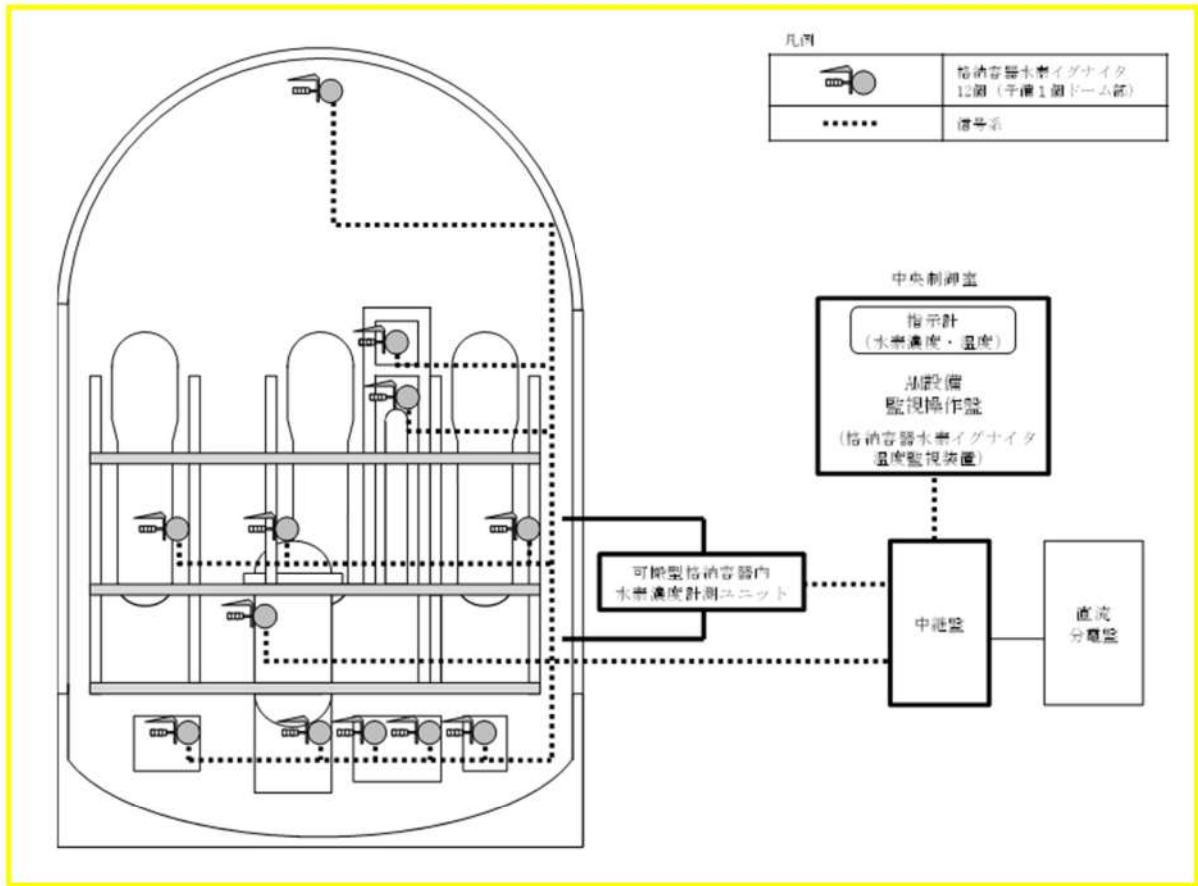 凡例
格納容器水素イグナイタ
12個（予備１個ドーム部）
信号系
中央制御室
指示計
（水素濃度・温度）
AM設備
監視操作盤
（格納容器水素イグナイタ
温度監視装置）
可搬型格納容器内
水素濃度計測ユニット
中継盤
直流
分電盤